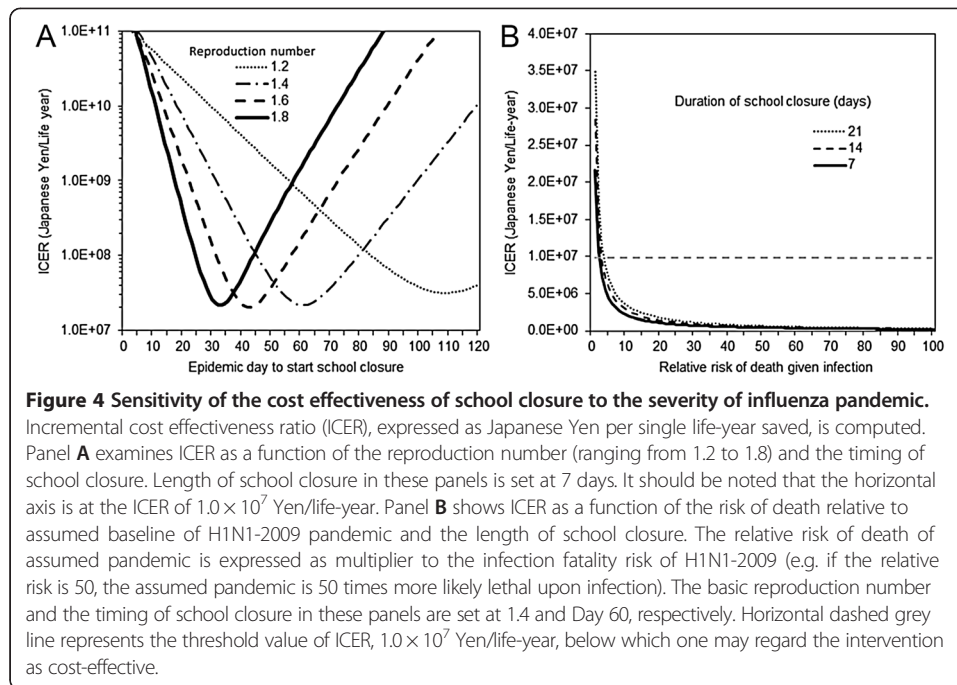 A
1.0E+11
1.0E+10
1.0E+09
1.0E+08
1.0E+07
ICER (Japanese Yen/Life year)
Reproduction number
1.2
1.4
1.6
1.8
0 10 20 30 40 50 60 70 80 90 100 110 120
Epidemic day to start school closure
B
4.0E+07
3.5E+07
3.0E+07
2.5E+07
2.0E+07
1.5E+07
1.0E+07
5.0E+06
0.0E+00
ICER (Japanese Yen/Life-year)
Duration of school closure (days)
21
14
7
0 10 20 30 40 50 60 70 80 90 100
Relative risk of death given infection
Figure 4 Sensitivity of the cost effectiveness of school closure to the severity of influenza pandemic.
Incremental cost effectiveness ratio (ICER), expressed as Japanese Yen per single life-year saved, is computed.
Panel A examines ICER as a function of the reproduction number (ranging from 1.2 to 1.8) and the timing of
school closure. Length of school closure in these panels is set at 7 days. It should be noted that the horizontal
axis is at the ICER of 1.0 × 10⁷ Yen/life-year. Panel B shows ICER as a function of the risk of death relative to
assumed baseline of H1N1-2009 pandemic and the length of school closure. The relative risk of death of
assumed pandemic is expressed as multiplier to the infection fatality risk of H1N1-2009 (e.g. if the relative
risk is 50, the assumed pandemic is 50 times more likely lethal upon infection). The basic reproduction number
and the timing of school closure in these panels are set at 1.4 and Day 60, respectively. Horizontal dashed grey
line represents the threshold value of ICER, 1.0 × 10⁷ Yen/life-year, below which one may regard the intervention
as cost-effective.